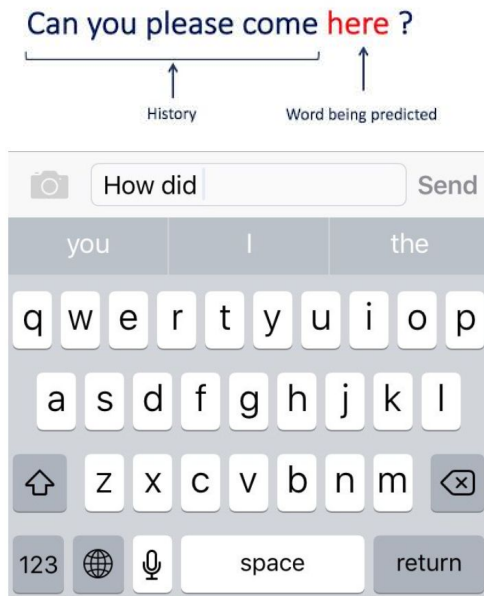 Can you please come here ?
History Word being predicted
How did Send
you I the
q w e r t y u i o p
a s d f g h j k l
z x c v b n m
123 space return